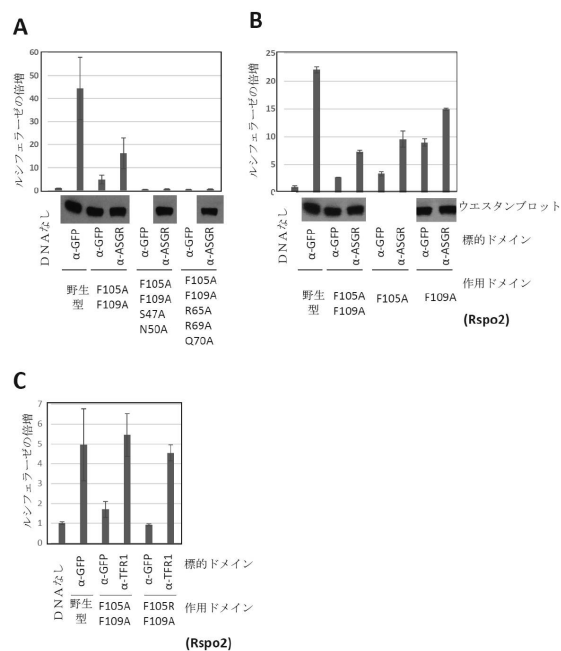 A
ルシフェラーゼの倍増
60
50
40
30
20
10
0
DNAなし
α-GFP
α-GFP
α-ASGR
α-GFP
α-ASGR
α-GFP
α-ASGR
野生型
F105A
F109A
F105A
F109A
S47A
N50A
F105A
F109A
R65A
R69A
Q70A
B
ルシフェラーゼの倍増
25
20
15
10
5
0
ウエスタンブロット
DNAなし
α-GFP
α-GFP
α-ASGR
α-GFP
α-ASGR
α-GFP
α-ASGR
標的ドメイン
野生型
F105A
F109A
F105A
F109A
作用ドメイン
(Rspo2)
C
ルシフェラーゼの倍増
7
6
5
4
3
2
1
0
DNAなし
α-GFP
α-GFP
α-TFR1
α-GFP
α-TFR1
標的ドメイン
野生型
F105A
F109A
F105R
F109A
作用ドメイン
(Rspo2)